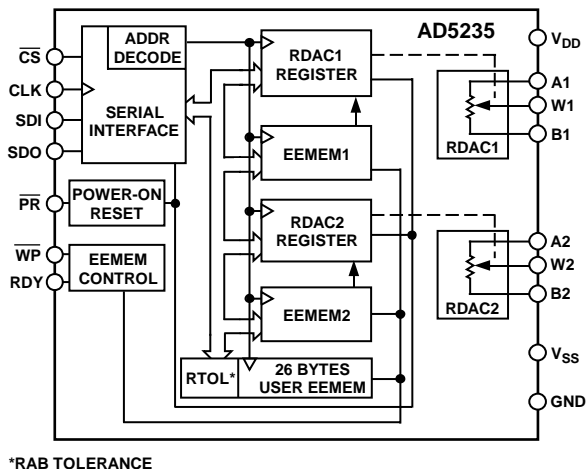 AD5235
CS
CLK
SDI
SDO
PR
WP
RDY
ADDR
DECODE
SERIAL
INTERFACE
POWER-ON
RESET
EEMEM
CONTROL
RDAC1
REGISTER
EEMEM1
RDAC2
REGISTER
EEMEM2
RTOL*
26 BYTES
USER EEMEM
RDAC1
RDAC2
VDD
A1
W1
B1
A2
W2
B2
VSS
GND
*RAB TOLERANCE